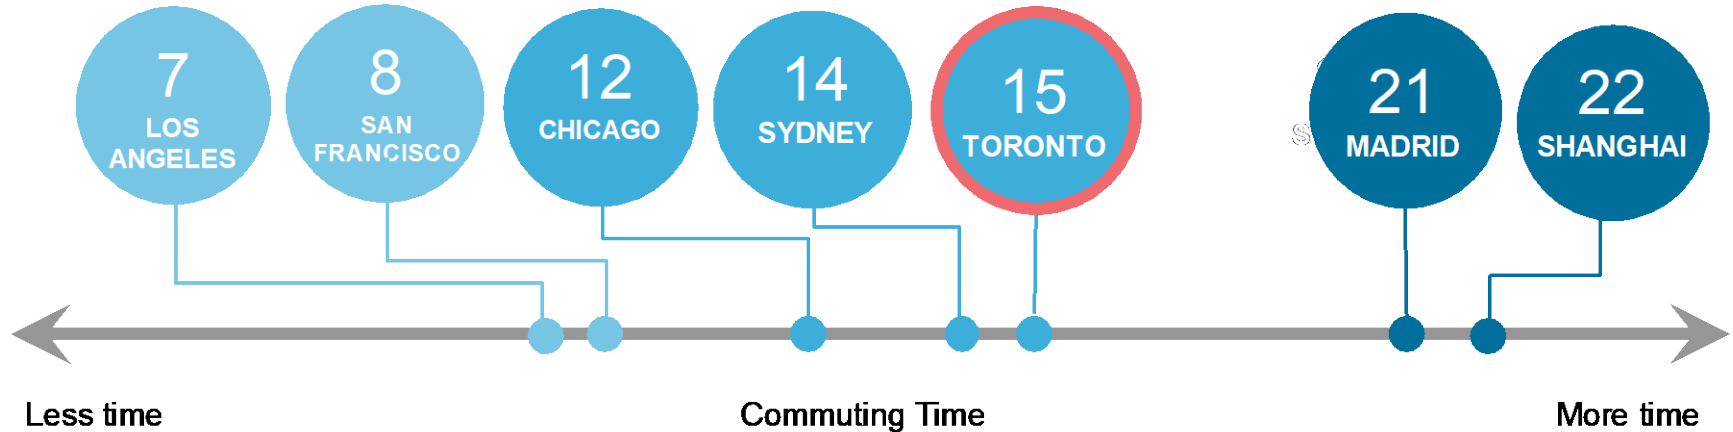 7
LOS
ANGELES
8
SAN
FRANCISCO
12
CHICAGO
14
SYDNEY
15
TORONTO
S
21
MADRID
22
SHANGHAI
Less time
Commuting Time
More time